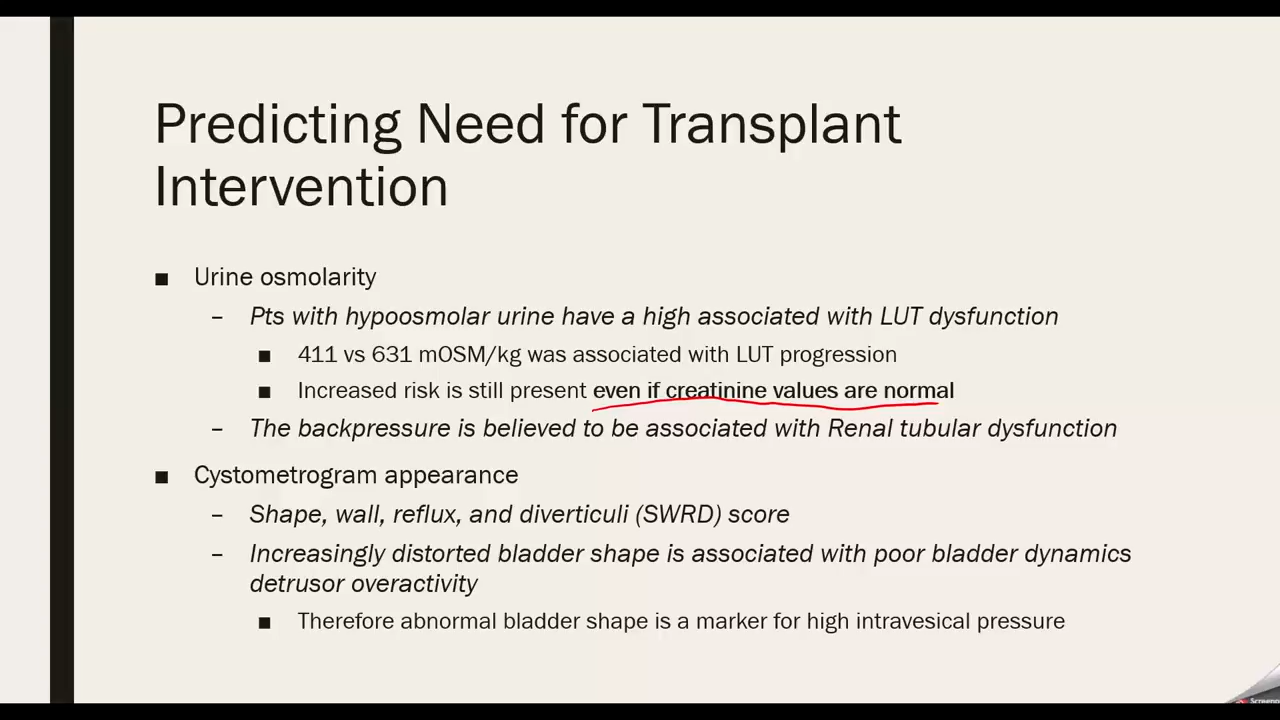 Predicting Need for Transplant
Intervention
■ Urine osmolarity
– Pts with hypoosmolar urine have a high associated with LUT dysfunction
■ 411 vs 631 mOSM/kg was associated with LUT progression
■ Increased risk is still present even if creatinine values are normal
– The backpressure is believed to be associated with Renal tubular dysfunction
■ Cystometrogram appearance
– Shape, wall, reflux, and diverticuli (SWRD) score
– Increasingly distorted bladder shape is associated with poor bladder dynamics
detrusor overactivity
■ Therefore abnormal bladder shape is a marker for high intravesical pressure